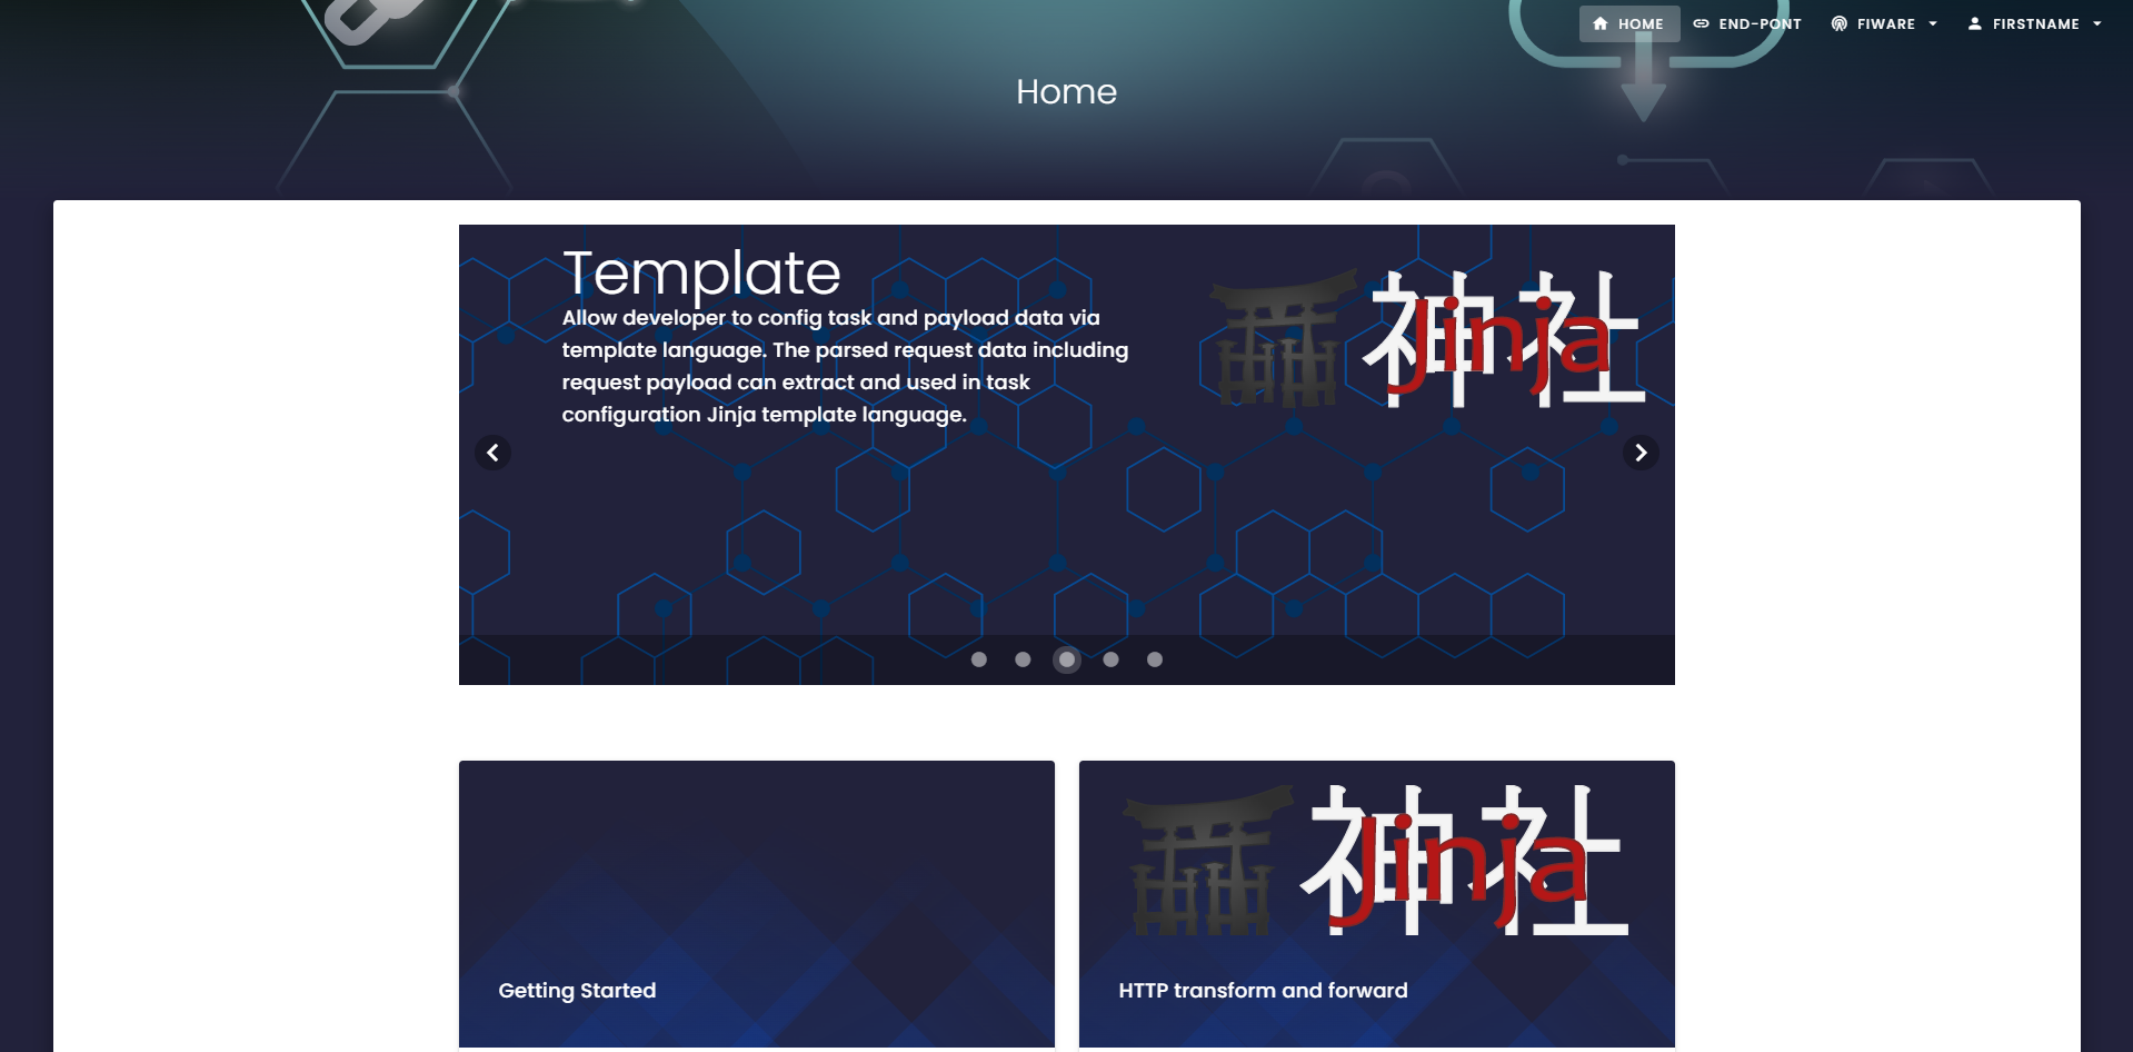 HOME END-PONT FIWARE FIRSTNAME
Home
Template
Allow developer to config task and payload data via
template language. The parsed request data including
request payload can extract and used in task
configuration Jinja template language.
神社
Jinja
神社
Jinja
Getting Started
HTTP transform and forward